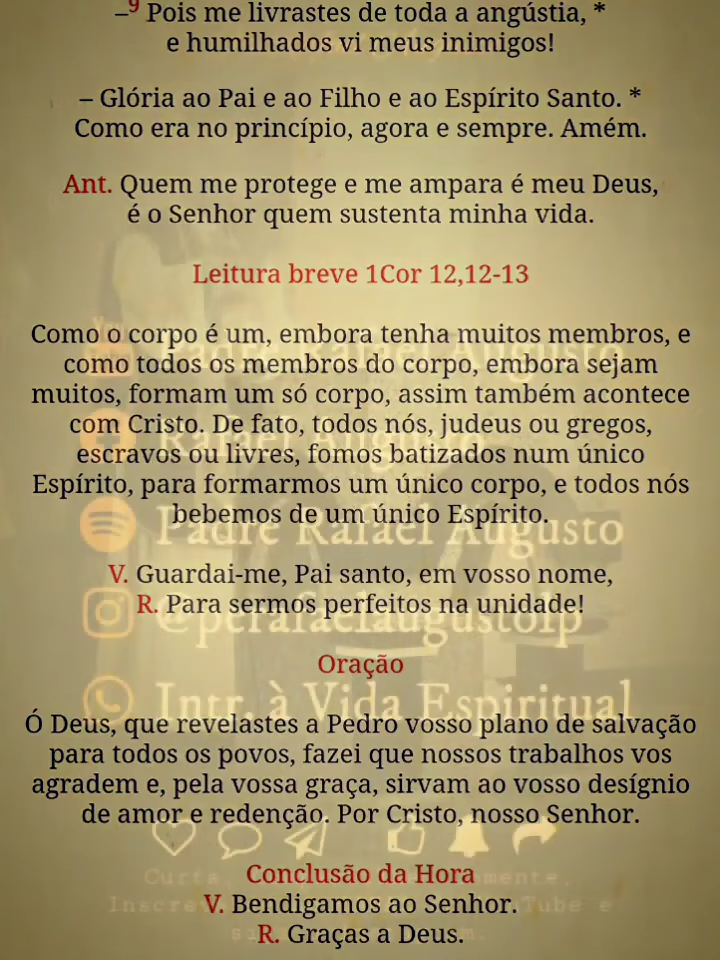 –⁹ Pois me livrastes de toda a angústia, *
e humilhados vi meus inimigos!
– Glória ao Pai e ao Filho e ao Espírito Santo. *
Como era no princípio, agora e sempre. Amém.
Ant. Quem me protege e me ampara é meu Deus,
é o Senhor quem sustenta minha vida.
Leitura breve 1Cor 12,12-13
Como o corpo é um, embora tenha muitos membros, e
como todos os membros do corpo, embora sejam
muitos, formam um só corpo, assim também acontece
com Cristo. De fato, todos nós, judeus ou gregos,
escravos ou livres, fomos batizados num único
Espírito, para formarmos um único corpo, e todos nós
bebemos de um único Espírito.
Padre Rafael Augusto
V. Guardai-me, Pai santo, em vosso nome,
R. Para sermos perfeitos na unidade!
@perafaelaugustolp
Oração
Intr. à Vida Espiritual
Ó Deus, que revelastes a Pedro vosso plano de salvação
para todos os povos, fazei que nossos trabalhos vos
agradem e, pela vossa graça, sirvam ao vosso desígnio
de amor e redenção. Por Cristo, nosso Senhor.
Conclusão da Hora
V. Bendigamos ao Senhor.
R. Graças a Deus.